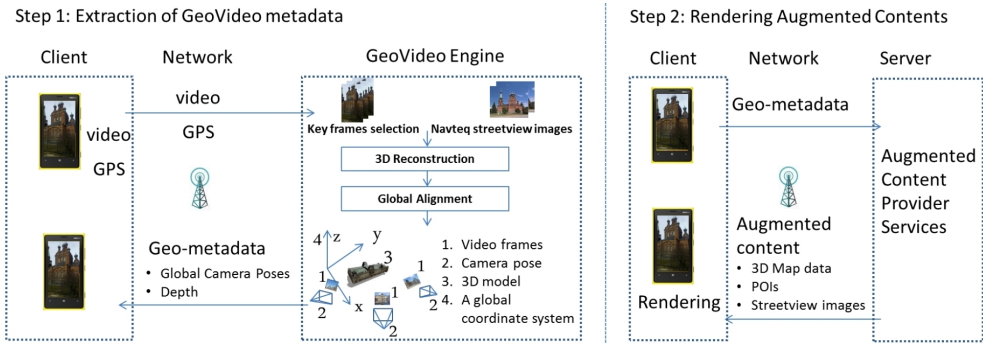 Step 1: Extraction of GeoVideo metadata
Client
Network
GeoVideo Engine
video
GPS
video
GPS
Key frames selection
Navteq streetview images
3D Reconstruction
Global Alignment
Geo-metadata
• Global Camera Poses
• Depth
4 z
y
x
1
2
3
1
2
1
2
1. Video frames
2. Camera pose
3. 3D model
4. A global
coordinate system
Step 2: Rendering Augmented Contents
Client
Network
Server
Geo-metadata
Augmented
Content
Provider
Services
Augmented
content
• 3D Map data
• POIs
• Streetview images
Rendering